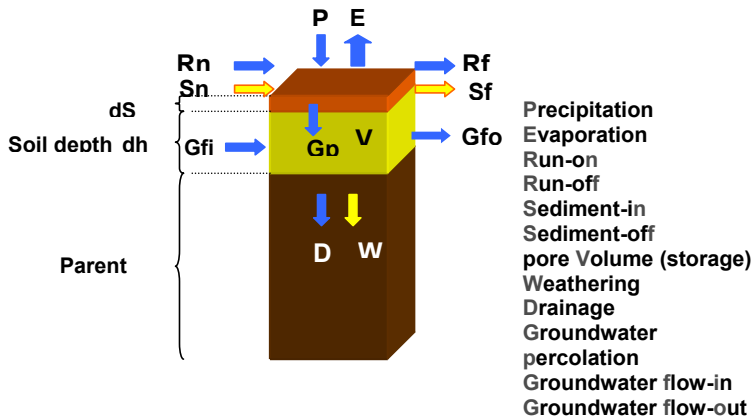 P E
Rn Rf
Sn Sf
dS
Soil depth dh Gfi Gp V Gfo
D W
Parent
Precipitation
Evaporation
Run-on
Run-off
Sediment-in
Sediment-off
pore Volume (storage)
Weathering
Drainage
Groundwater
percolation
Groundwater flow-in
Groundwater flow-out